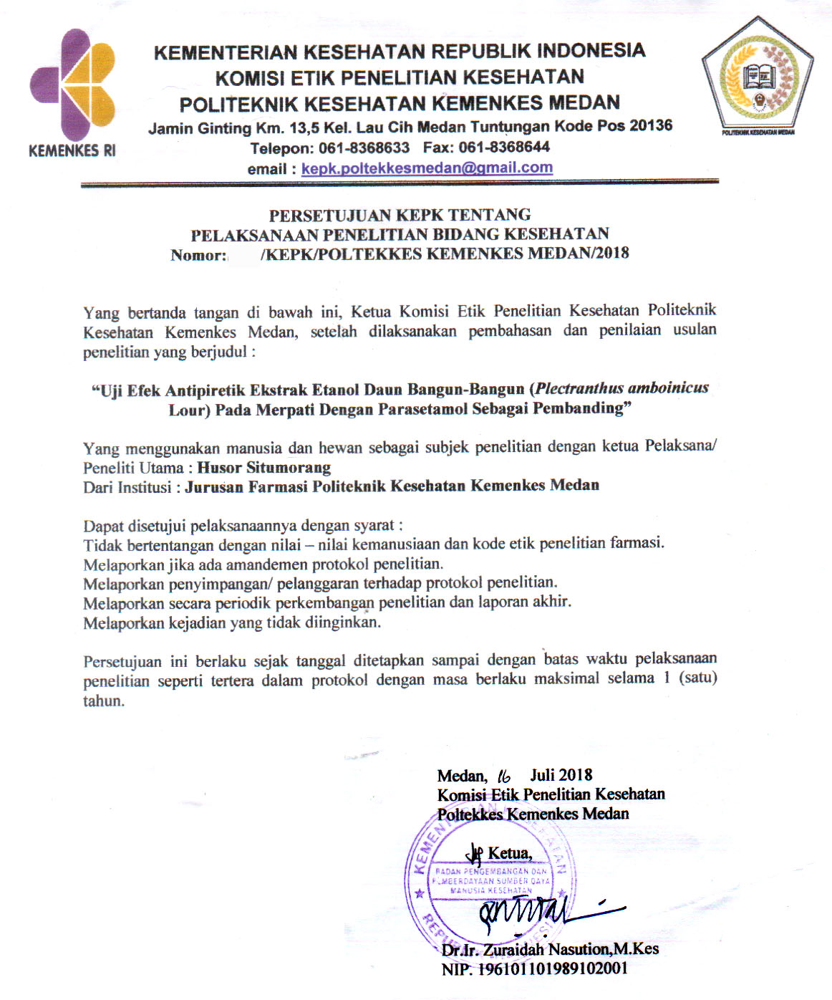 KEMENTERIAN KESEHATAN REPUBLIK INDONESIA
KOMISI ETIK PENELITIAN KESEHATAN
POLITEKNIK KESEHATAN KEMENKES MEDAN
Jamin Ginting Km. 13,5 Kel. Lau Cih Medan Tuntungan Kode Pos 20136
Telepon: 061-8368633 Fax: 061-8368644
email : kepk.poltekkesmedan@gmail.com
KEMENKES RI
POLITEKNIK KESEHATAN MEDAN
PERSETUJUAN KEPK TENTANG
PELAKSANAAN PENELITIAN BIDANG KESEHATAN
Nomor: /KEPK/POLTEKKES KEMENKES MEDAN/2018
Yang bertanda tangan di bawah ini, Ketua Komisi Etik Penelitian Kesehatan Politeknik
Kesehatan Kemenkes Medan, setelah dilaksanakan pembahasan dan penilaian usulan
penelitian yang berjudul :
“Uji Efek Antipiretik Ekstrak Etanol Daun Bangun-Bangun (Plectranthus amboinicus
Lour) Pada Merpati Dengan Parasetamol Sebagai Pembanding”
Yang menggunakan manusia dan hewan sebagai subjek penelitian dengan ketua Pelaksana/
Peneliti Utama : Husor Situmorang
Dari Institusi : Jurusan Farmasi Politeknik Kesehatan Kemenkes Medan
Dapat disetujui pelaksanaannya dengan syarat :
Tidak bertentangan dengan nilai – nilai kemanusiaan dan kode etik penelitian farmasi.
Melaporkan jika ada amandemen protokol penelitian.
Melaporkan penyimpangan/ pelanggaran terhadap protokol penelitian.
Melaporkan secara periodik perkembangan penelitian dan laporan akhir.
Melaporkan kejadian yang tidak diinginkan.
Persetujuan ini berlaku sejak tanggal ditetapkan sampai dengan batas waktu pelaksanaan
penelitian seperti tertera dalam protokol dengan masa berlaku maksimal selama 1 (satu)
tahun.
Medan, 16 Juli 2018
Komisi Etik Penelitian Kesehatan
Poltekkes Kemenkes Medan
Ketua,
KEMENTERIAN KESEHATAN
BADAN PENGEMBANGAN DAN
PEMBERDAYAAN SUMBER DAYA
MANUSIA KESEHATAN
REPUBLIK INDONESIA
Dr.Ir. Zuraidah Nasution,M.Kes
NIP. 196101101989102001